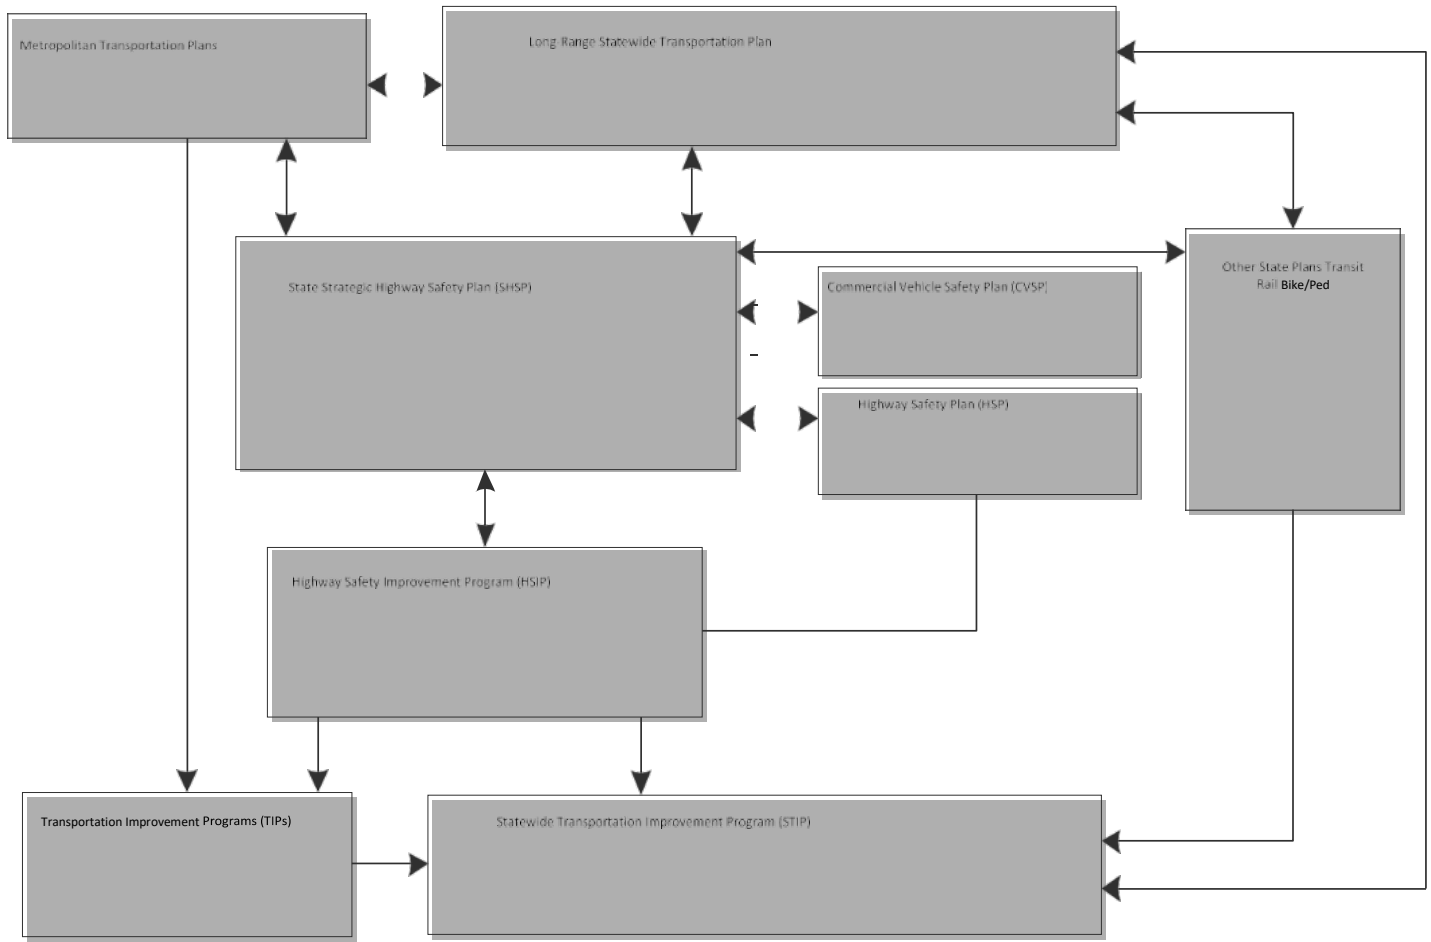 Metropolitan Transportation Plans
Long-Range Statewide Transportation Plan
State Strategic Highway Safety Plan (SHSP)
Commercial Vehicle Safety Plan (CVSP)
Other State Plans Transit
Rail Bike/Ped
Highway Safety Plan (HSP)
Highway Safety Improvement Program (HSIP)
Transportation Improvement Programs (TIPs)
Statewide Transportation Improvement Program (STIP)